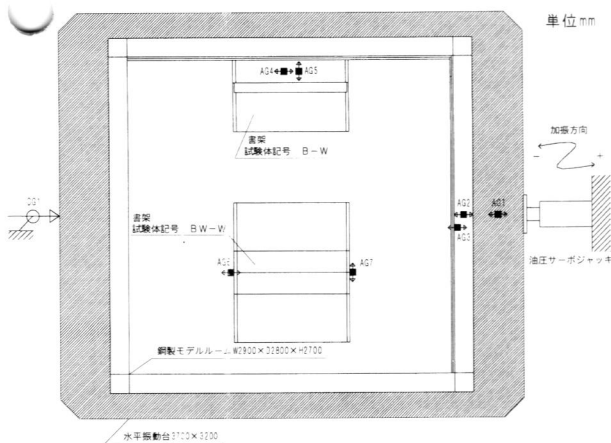 単位mm
AG4 AG5
加振方向
- +
書架
試験体記号 B-W
DG1
書架
試験体記号 BW-W
AG2 AG1
AG3
油圧サーボジャッキ
AG6 AG7
鋼製モデルルーム W2800×D2800×H2700
水平振動台3700×3200